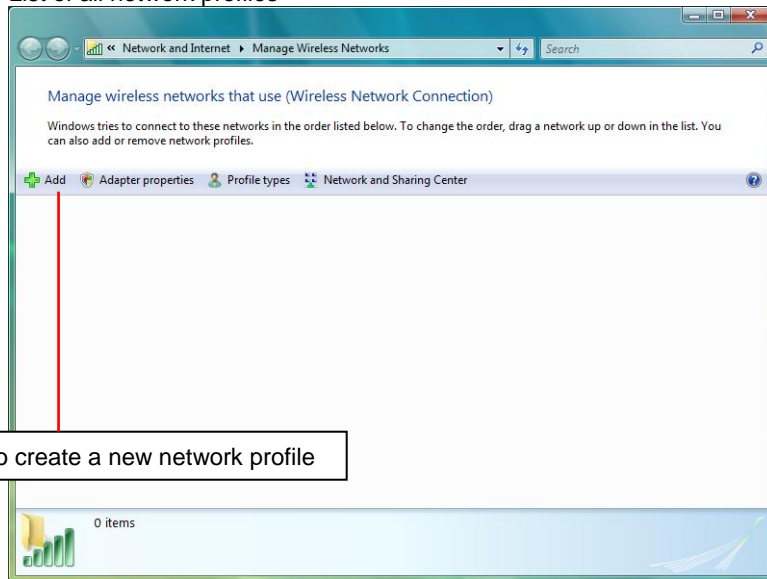 List of all network profiles
« Network and Internet ▸ Manage Wireless Networks
Search
Manage wireless networks that use (Wireless Network Connection)
Windows tries to connect to these networks in the order listed below. To change the order, drag a network up or down in the list. You
can also add or remove network profiles.
Add Adapter properties Profile types Network and Sharing Center
create a new network profile
0 items